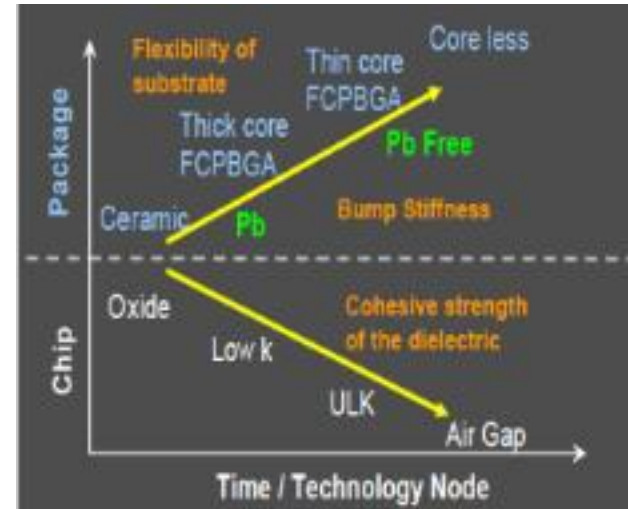 Flexibility of
substrate
Core less
Thin core
FCPBGA
Thick core
FCPBGA
Pb Free
Ceramic
Pb
Bump Stiffness
Package
Oxide
Low k
ULK
Air Gap
Cohesive strength
of the dielectric
Chip
Time / Technology Node